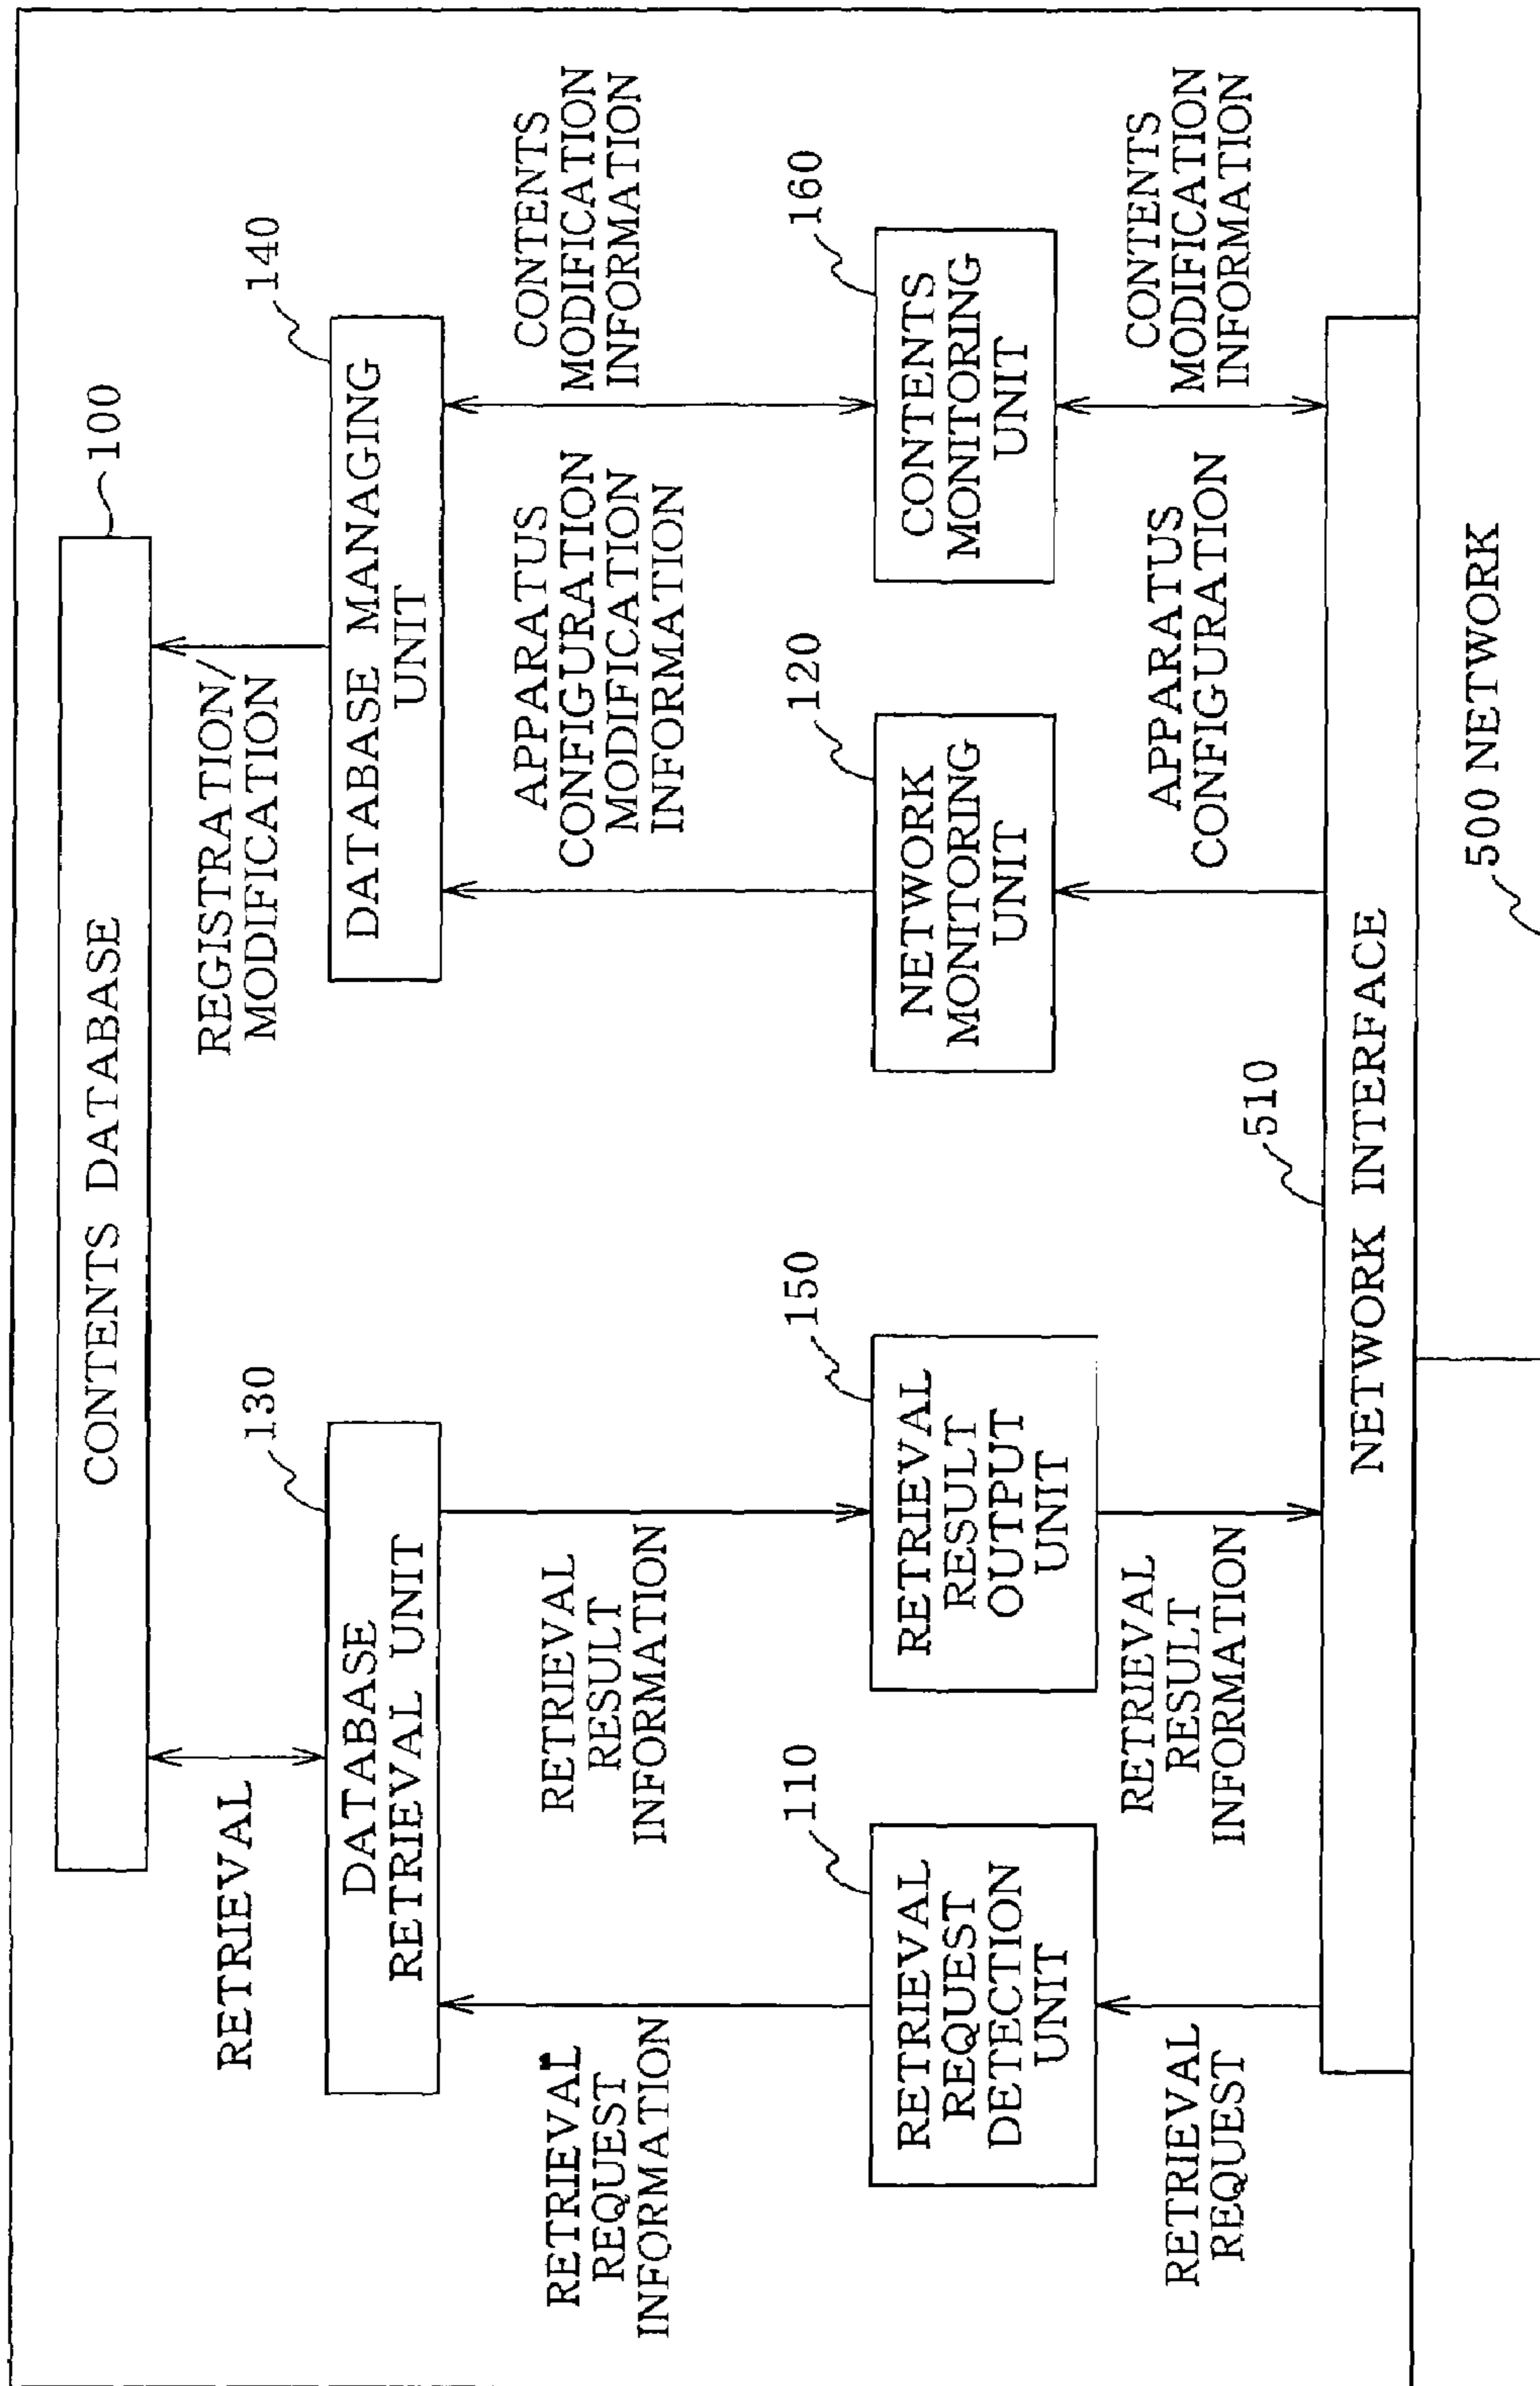 CONTENTS DATABASE
100
RETRIEVAL
REGISTRATION/
MODIFICATION
130
DATABASE
RETRIEVAL UNIT
140
DATABASE MANAGING
UNIT
RETRIEVAL
REQUEST
INFORMATION
RETRIEVAL
RESULT
INFORMATION
APPARATUS
CONFIGURATION
MODIFICATION
INFORMATION
CONTENTS
MODIFICATION
INFORMATION
110
RETRIEVAL
REQUEST
DETECTION
UNIT
150
RETRIEVAL
RESULT
OUTPUT
UNIT
120
NETWORK
MONITORING
UNIT
160
CONTENTS
MONITORING
UNIT
RETRIEVAL
REQUEST
RETRIEVAL
RESULT
INFORMATION
APPARATUS
CONFIGURATION
CONTENTS
MODIFICATION
INFORMATION
510
NETWORK INTERFACE
500 NETWORK